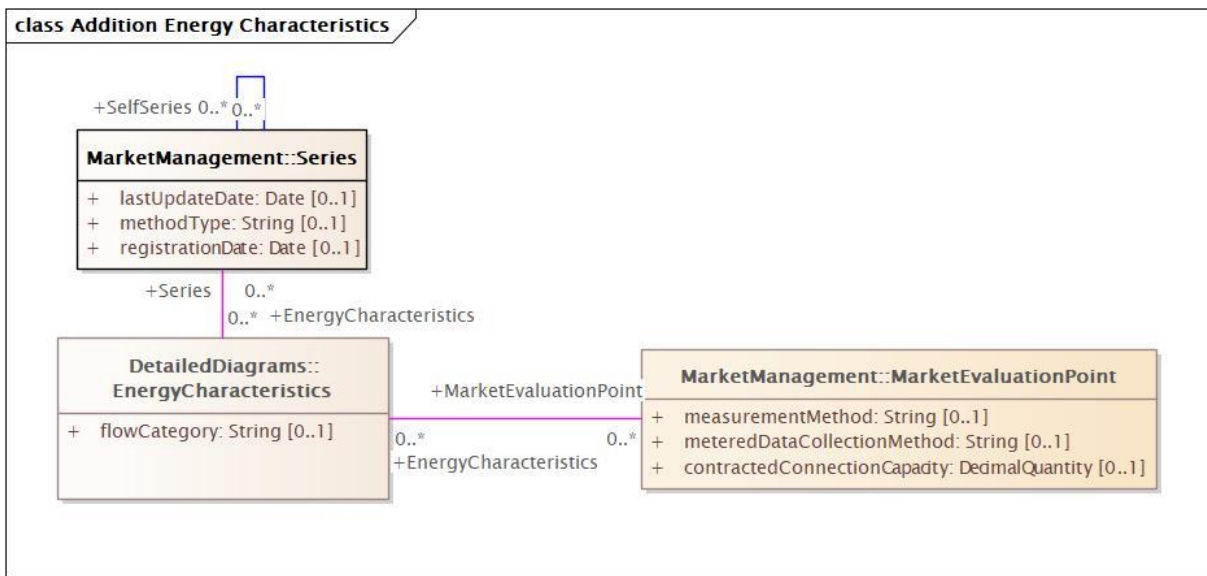 class Addition Energy Characteristics
+SelfSeries 0..* 0..*
MarketManagement::Series
+ lastUpdateDate: Date [0..1]
+ methodType: String [0..1]
+ registrationDate: Date [0..1]
+Series 0..*
0..* +EnergyCharacteristics
DetailedDiagrams::
EnergyCharacteristics
+ flowCategory: String [0..1]
+MarketEvaluationPoint
0..* 0..*
+EnergyCharacteristics
MarketManagement::MarketEvaluationPoint
+ measurementMethod: String [0..1]
+ meteredDataCollectionMethod: String [0..1]
+ contractedConnectionCapacity: DecimalQuantity [0..1]